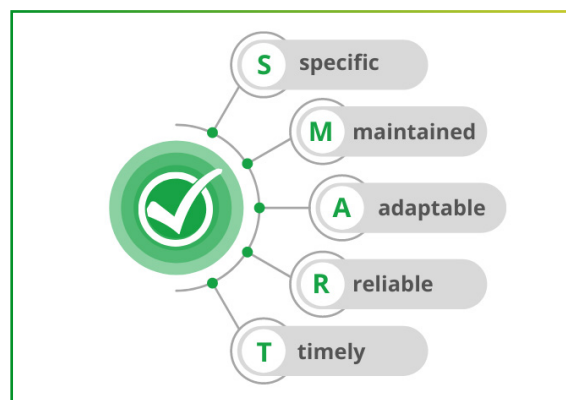 S specific
M maintained
A adaptable
R reliable
T timely